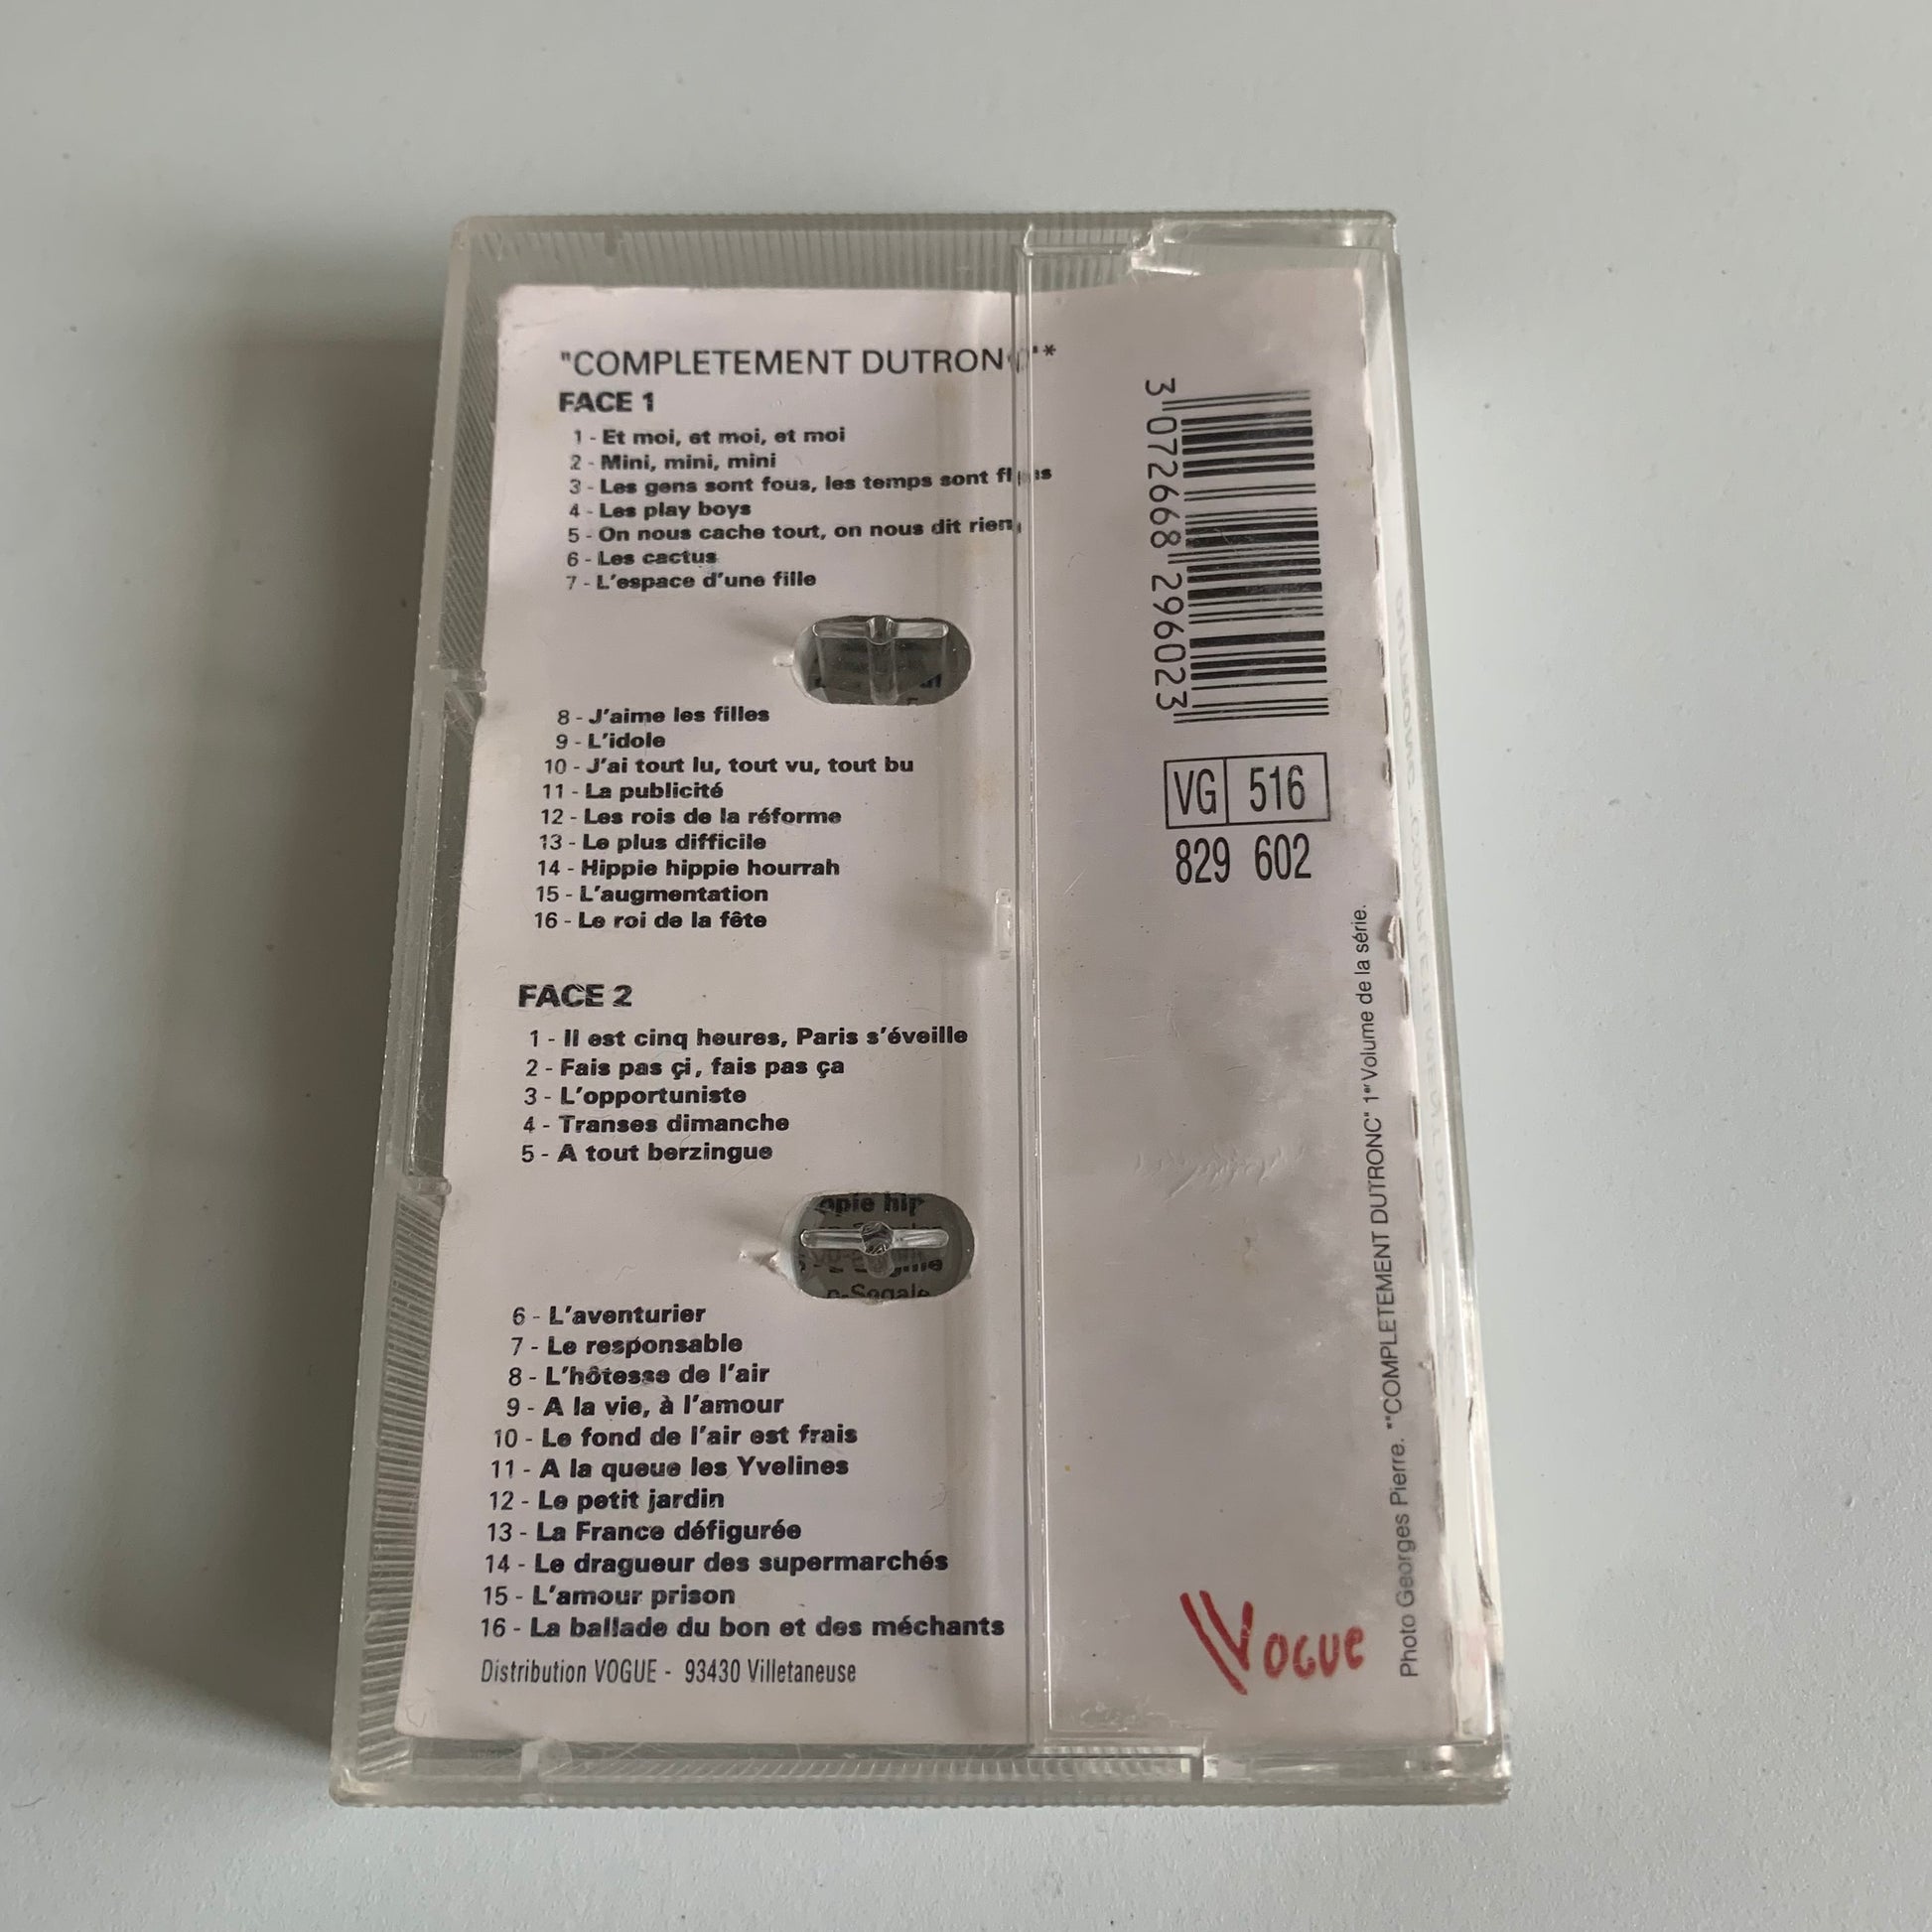 "COMPLETEMENT DUTRONC"*
FACE 1
1 - Et moi, et moi, et moi
2 - Mini, mini, mini
3 - Les gens sont fous, les temps sont flous
4 - Les play boys
5 - On nous cache tout, on nous dit rien
6 - Les cactus
7 - L'espace d'une fille
8 - J'aime les filles
9 - L'idole
10 - J'ai tout lu, tout vu, tout bu
11 - La publicité
12 - Les rois de la réforme
13 - Le plus difficile
14 - Hippie hippie hourrah
15 - L'augmentation
16 - Le roi de la fête
FACE 2
1 - Il est cinq heures, Paris s'éveille
2 - Fais pas çi, fais pas ça
3 - L'opportuniste
4 - Transes dimanche
5 - A tout berzingue
6 - L'aventurier
7 - Le responsable
8 - L'hôtesse de l'air
9 - A la vie, à l'amour
10 - Le fond de l'air est frais
11 - A la queue les Yvelines
12 - Le petit jardin
13 - La France défigurée
14 - Le dragueur des supermarchés
15 - L'amour prison
16 - La ballade du bon et des méchants
Distribution VOGUE - 93430 Villetaneuse
3 072668 296023
VG 516
829 602
Photo Georges Pierre. *"COMPLETEMENT DUTRONC" 1er Volume de la série.
VOGUE